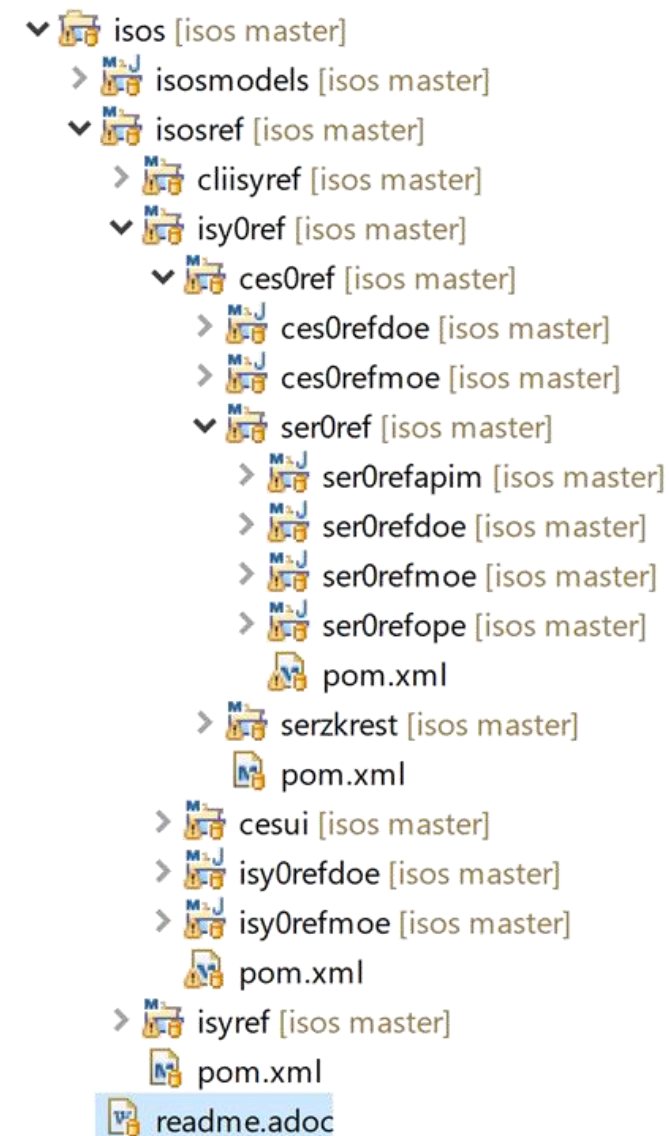 isos [isos master]
isosmodels [isos master]
isosref [isos master]
cliisyref [isos master]
isy0ref [isos master]
ces0ref [isos master]
ces0refdoe [isos master]
ces0refmoe [isos master]
ser0ref [isos master]
ser0refapim [isos master]
ser0refdoe [isos master]
ser0refmoe [isos master]
ser0refope [isos master]
pom.xml
serzkrest [isos master]
pom.xml
cesui [isos master]
isy0refdoe [isos master]
isy0refmoe [isos master]
pom.xml
isyref [isos master]
pom.xml
readme.adoc